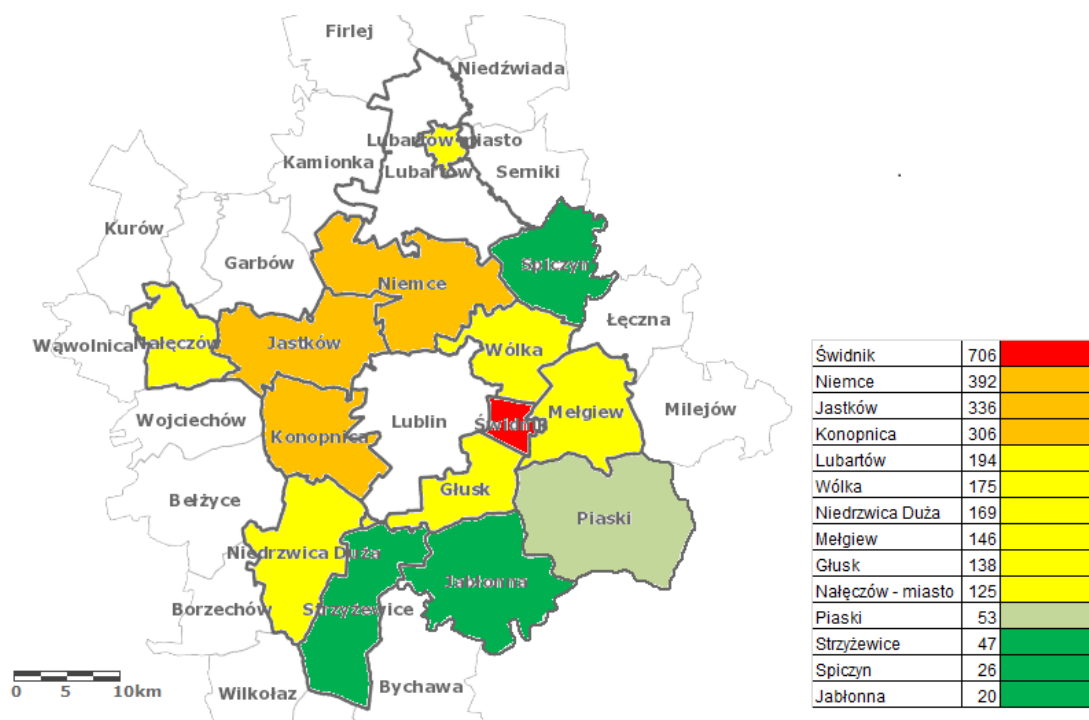 Firlej
Niedźwiada
Lubartów miasto
Kamionka
Lubartów
Serniki
Kurów
Garbów
Spiczyn
Niemce
Łęczna
Wąwolnica
Nałęczów
Jastków
Wólka
Wojciechów
Lublin
Mełgiew
Milejów
Konopnica
Głusk
Bełżyce
Piaski
Niedrzwica Duża
Jabłonna
Borzechów
Strzyżewice
Wilkołaz
Bychawa
0 5 10km
Świdnik 706
Niemce 392
Jastków 336
Konopnica 306
Lubartów 194
Wólka 175
Niedrzwica Duża 169
Mełgiew 146
Głusk 138
Nałęczów - miasto 125
Piaski 53
Strzyżewice 47
Spiczyn 26
Jabłonna 20